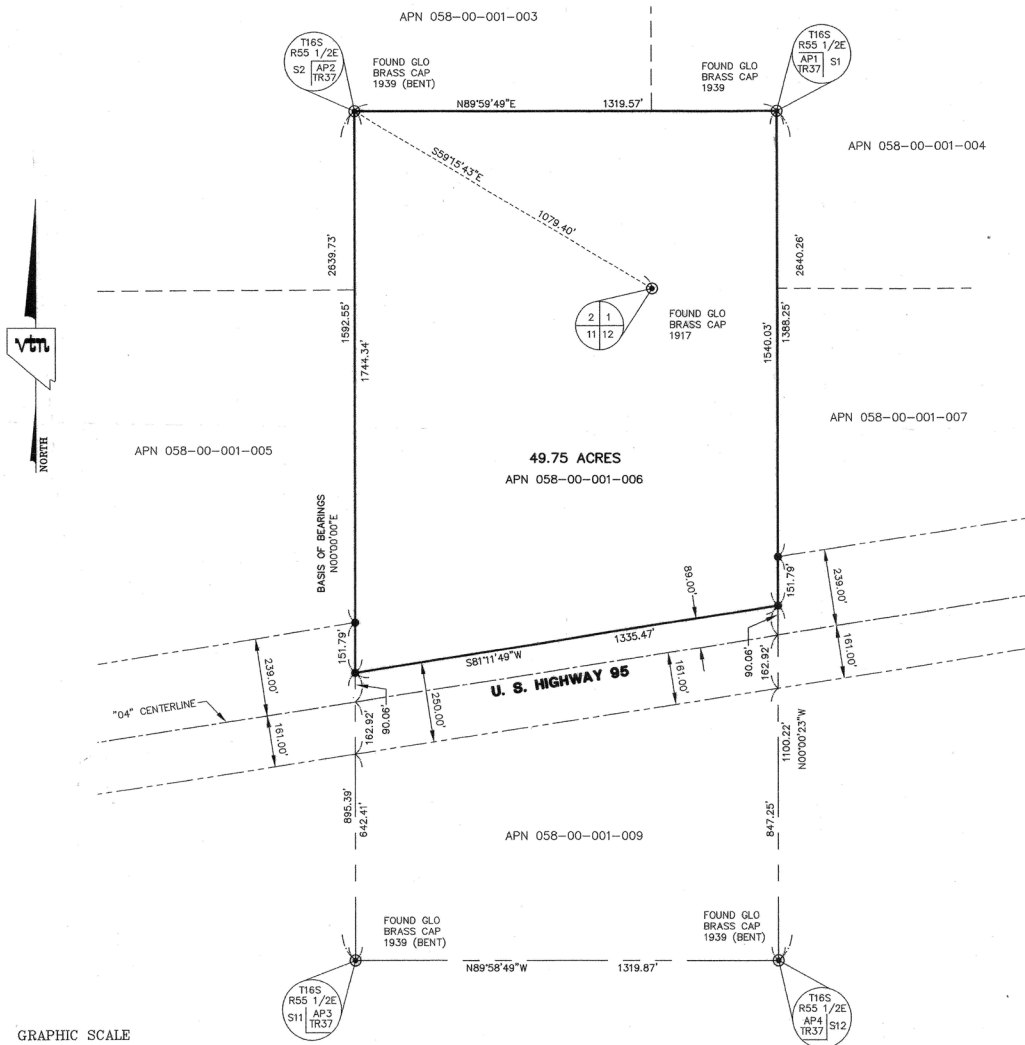 APN 058-00-001-003
T16S
R55 1/2E
S2 AP2
TR37
FOUND GLO
BRASS CAP
1939 (BENT)
FOUND GLO
BRASS CAP
1939
T16S
R55 1/2E
AP1 S1
TR37
N89°59'49"E
1319.57'
APN 058-00-001-004
S59°15'43"E
1079.40'
2639.73'
1592.55'
1744.34'
2640.26'
1388.25'
1540.03'
2 1
11 12
FOUND GLO
BRASS CAP
1917
vtn
NORTH
APN 058-00-001-005
APN 058-00-001-007
49.75 ACRES
APN 058-00-001-006
BASIS OF BEARINGS
N00°00'00"E
151.79'
151.79'
89.00'
239.00'
239.00'
1335.47'
S81°11'49"W
U. S. HIGHWAY 95
90.06'
162.92'
161.00'
161.00'
"04" CENTERLINE
161.00'
162.92'
90.06'
250.00'
1100.22'
N00°00'23"W
895.39'
642.41'
847.25'
APN 058-00-001-009
FOUND GLO
BRASS CAP
1939 (BENT)
FOUND GLO
BRASS CAP
1939 (BENT)
N89°58'49"W
1319.87'
T16S
R55 1/2E
S11 AP3
TR37
T16S
R55 1/2E
AP4 S12
TR37
GRAPHIC SCALE